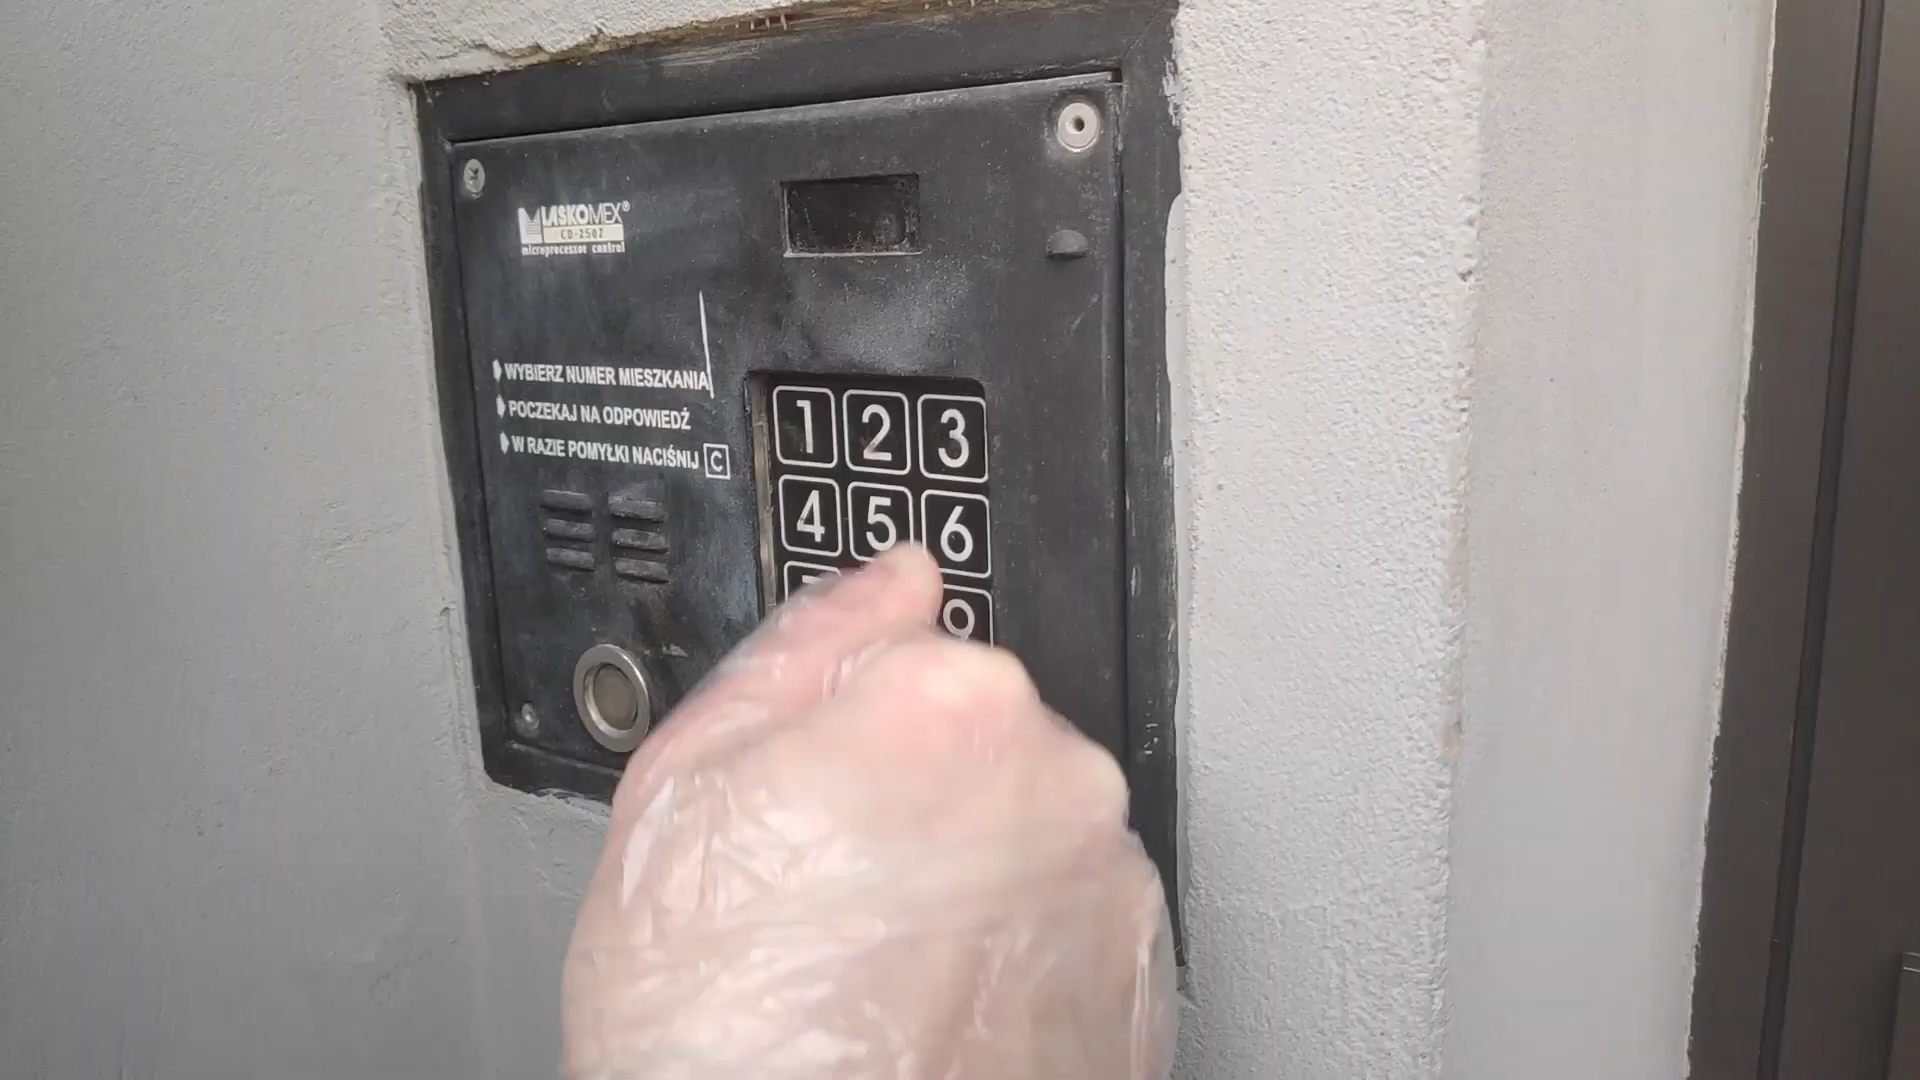 LASKOMEX®
CD-2502
microprocessor control
WYBIERZ NUMER MIESZKANIA
POCZEKAJ NA ODPOWIEDŹ
W RAZIE POMYŁKI NACIŚNIJ C
1 2 3
4 5 6
9